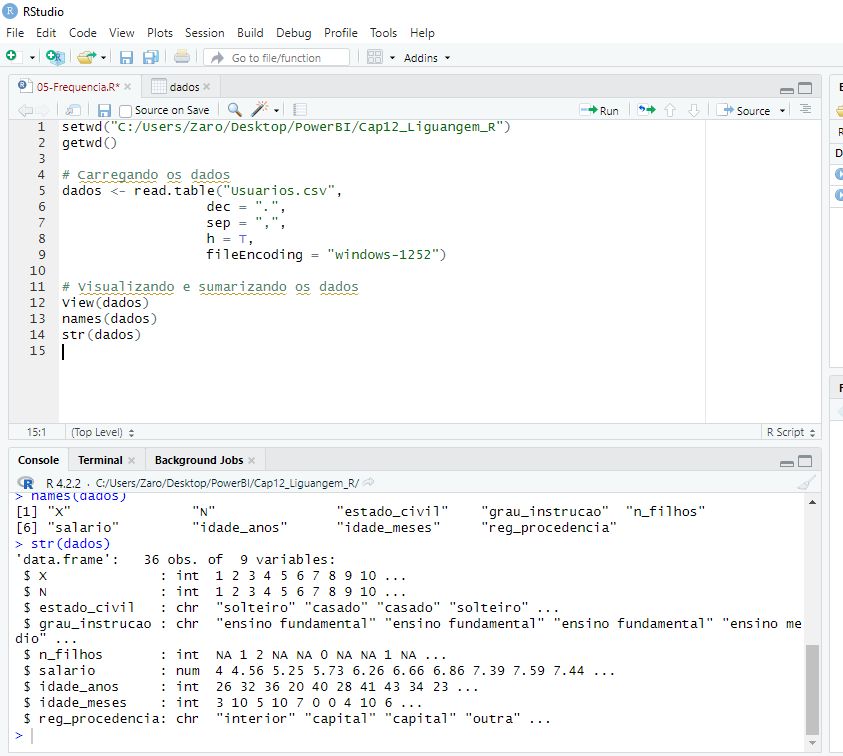 RStudio
File Edit Code View Plots Session Build Debug Profile Tools Help
Go to file/function
Addins
05-Frequencia.R* dados
Source on Save
Run
Source
1 setwd("C:/Users/Zaro/Desktop/PowerBI/Cap12_Liguangem_R")
2 getwd()
3
4 # Carregando os dados
5 dados <- read.table("Usuarios.csv",
6 dec = ".",
7 sep = ",",
8 h = T,
9 fileEncoding = "windows-1252")
10
11 # Visualizando e sumarizando os dados
12 View(dados)
13 names(dados)
14 str(dados)
15
15:1 (Top Level) R Script
Console Terminal Background Jobs
R 4.2.2 · C:/Users/Zaro/Desktop/PowerBI/Cap12_Liguangem_R/
> names(dados)
[1] "X" "N" "estado_civil" "grau_instrucao" "n_filhos"
[6] "salario" "idade_anos" "idade_meses" "reg_procedencia"
> str(dados)
'data.frame': 36 obs. of 9 variables:
$ X : int 1 2 3 4 5 6 7 8 9 10 ...
$ N : int 1 2 3 4 5 6 7 8 9 10 ...
$ estado_civil : chr "solteiro" "casado" "casado" "solteiro" ...
$ grau_instrucao : chr "ensino fundamental" "ensino fundamental" "ensino fundamental" "ensino me
dio" ...
$ n_filhos : int NA 1 2 NA NA 0 NA NA 1 NA ...
$ salario : num 4 4.56 5.25 5.73 6.26 6.66 6.86 7.39 7.59 7.44 ...
$ idade_anos : int 26 32 36 20 40 28 41 43 34 23 ...
$ idade_meses : int 3 10 5 10 7 0 0 4 10 6 ...
$ reg_procedencia: chr "interior" "capital" "capital" "outra" ...
>